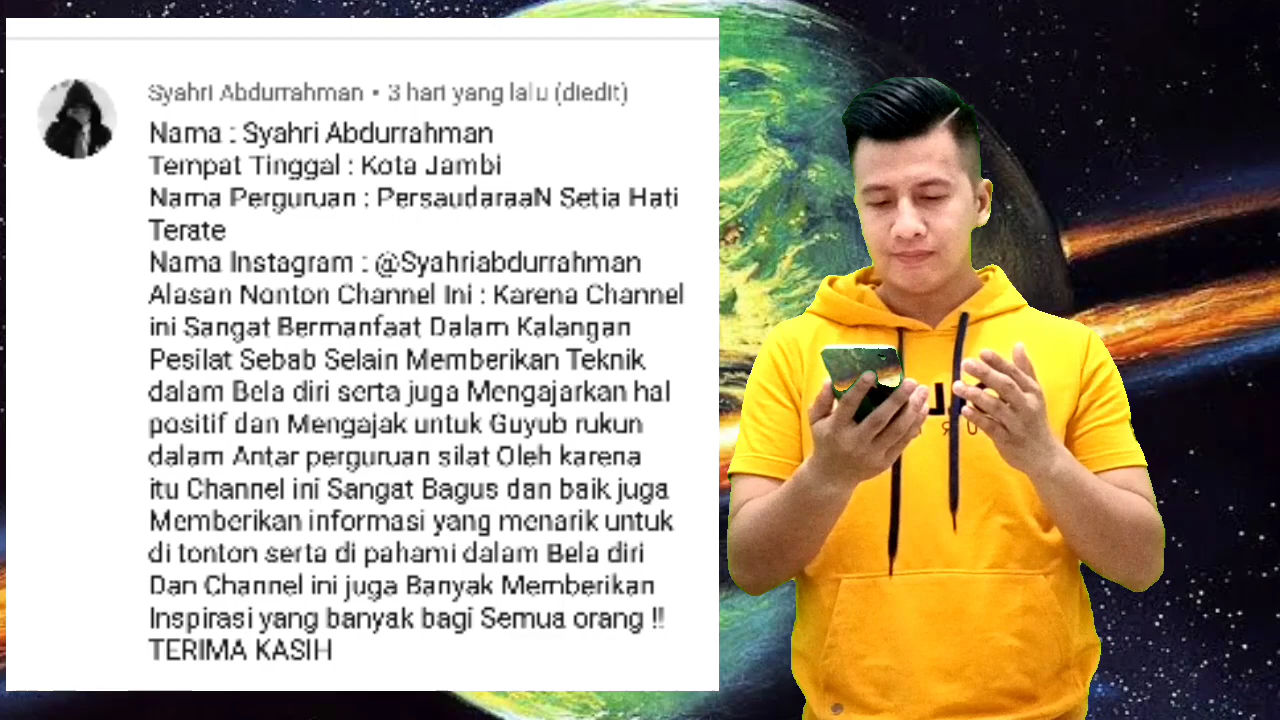 Syahri Abdurrahman • 3 hari yang lalu (diedit)
Nama : Syahri Abdurrahman
Tempat Tinggal : Kota Jambi
Nama Perguruan : PersaudaraaN Setia Hati
Terate
Nama Instagram : @Syahriabdurrahman
Alasan Nonton Channel Ini : Karena Channel
ini Sangat Bermanfaat Dalam Kalangan
Pesilat Sebab Selain Memberikan Teknik
dalam Bela diri serta juga Mengajarkan hal
positif dan Mengajak untuk Guyub rukun
dalam Antar perguruan silat Oleh karena
itu Channel ini Sangat Bagus dan baik juga
Memberikan informasi yang menarik untuk
di tonton serta di pahami dalam Bela diri
Dan Channel ini juga Banyak Memberikan
Inspirasi yang banyak bagi Semua orang !!
TERIMA KASIH